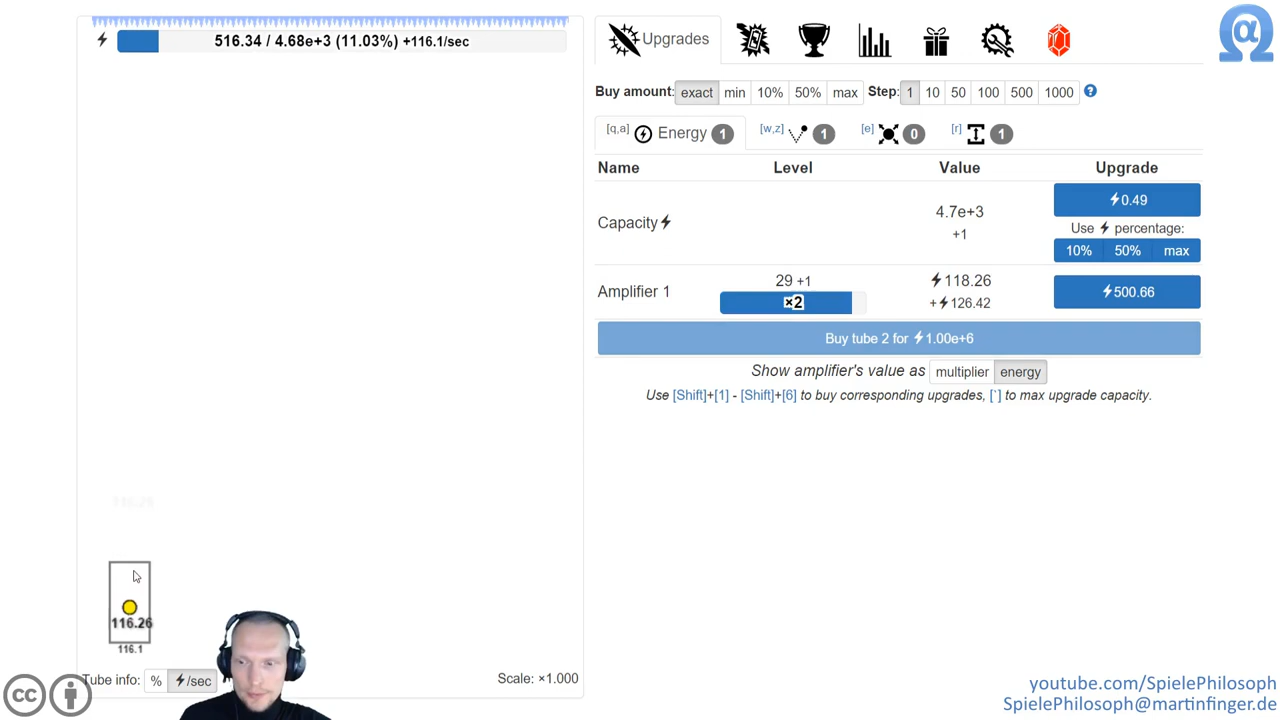 516.34 / 4.68e+3 (11.03%) +116.1/sec
Upgrades
Buy amount: exact min 10% 50% max Step: 1 10 50 100 500 1000
[q,a] Energy 1 [w,z] 1 [e] 0 [r] 1
Name Level Value Upgrade
Capacity 4.7e+3 +1 0.49
Use percentage:
10% 50% max
Amplifier 1 29 +1 ×2 118.26 +126.42 500.66
Buy tube 2 for 1.00e+6
Show amplifier's value as multiplier energy
Use [Shift]+[1] - [Shift]+[6] to buy corresponding upgrades, [`] to max upgrade capacity.
116.26
116.26
116.1
Tube info: % /sec
Scale: ×1.000
cc
youtube.com/SpielePhilosoph
SpielePhilosoph@martinfinger.de
α